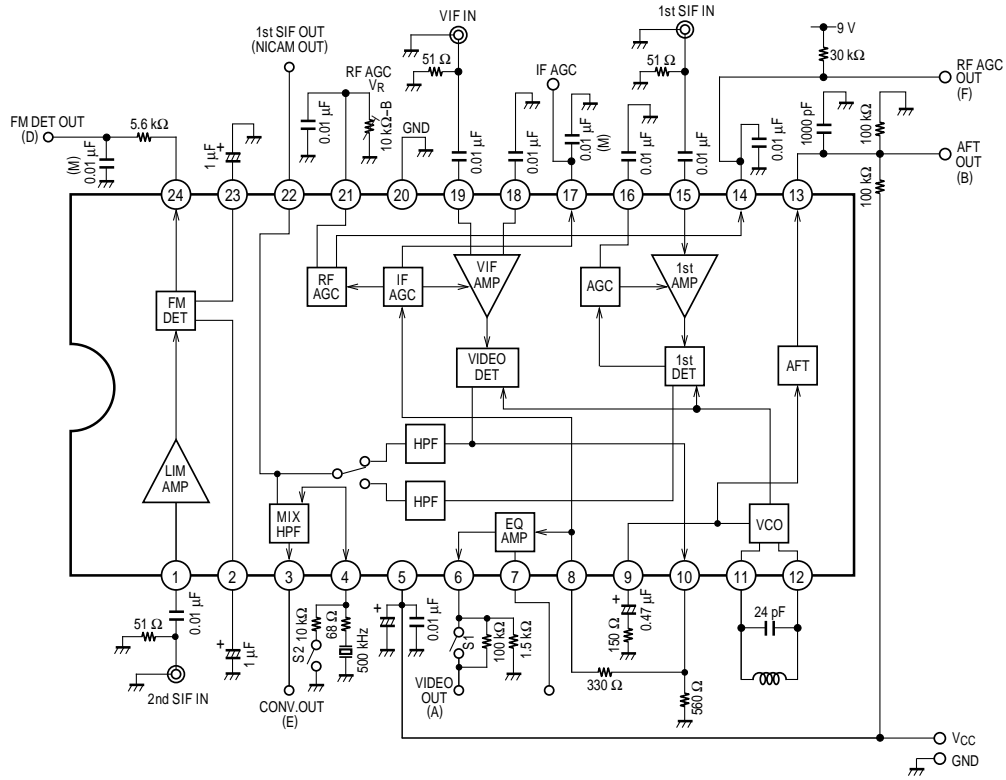 1st SIF OUT
(NICAM OUT)
VIF IN
1st SIF IN
9 V
30 kΩ
RF AGC
OUT
(F)
51 Ω
51 Ω
RF AGC
VR
IF AGC
FM DET OUT
(D)
5.6 kΩ
(M)
0.01 µF
1 µF
+
0.01 µF
10 kΩ-B
GND
0.01 µF
0.01 µF
0.01 µF
(M)
0.01 µF
0.01 µF
0.01 µF
1000 pF
100 kΩ
100 kΩ
AFT
OUT
(B)
24
23
22
21
20
19
18
17
16
15
14
13
RF
AGC
IF
AGC
VIF
AMP
AGC
1st
AMP
FM
DET
VIDEO
DET
1st
DET
AFT
HPF
HPF
LIM
AMP
MIX
HPF
EQ
AMP
VCO
1
2
3
4
5
6
7
8
9
10
11
12
0.01 µF
51 Ω
2nd SIF IN
+
1 µF
CONV.OUT
(E)
S2
10 kΩ
68 Ω
500 kHz
+
0.01 µF
S1
100 kΩ
1.5 kΩ
VIDEO
OUT
(A)
330 Ω
+
0.47 µF
150 Ω
560 Ω
24 pF
VCC
GND